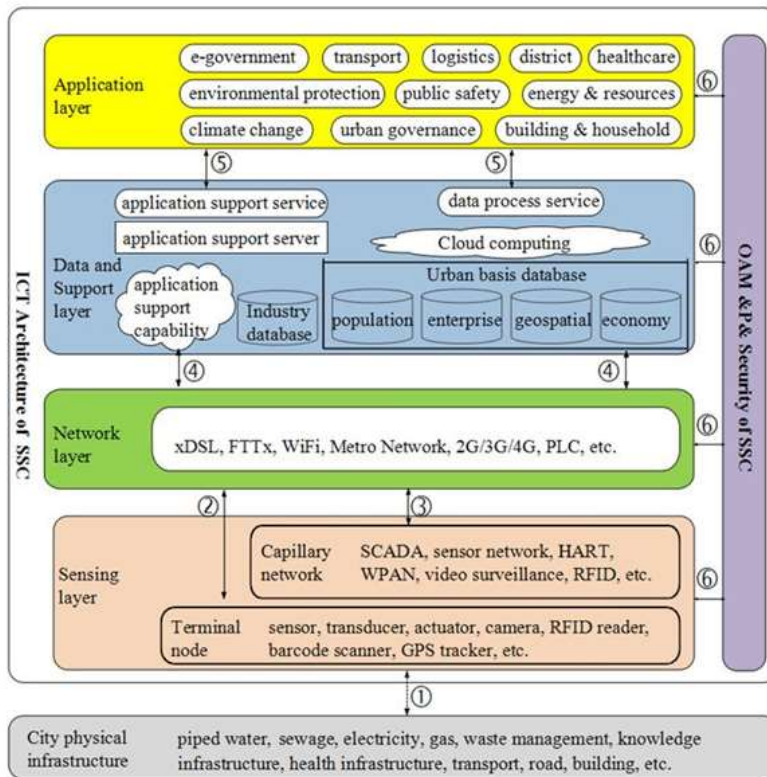 ICT Architecture of SSC
Application
layer
e-government transport logistics district healthcare
environmental protection public safety energy & resources
climate change urban governance building & household
⑥
⑤ ⑤
Data and
Support
layer
application support service data process service
application support server Cloud computing
application
support
capability
Industry
database
Urban basis database
population enterprise geospatial economy
⑥
④ ④
Network
layer
xDSL, FTTx, WiFi, Metro Network, 2G/3G/4G, PLC, etc.
⑥
② ③
Sensing
layer
Capillary
network
SCADA, sensor network, HART,
WPAN, video surveillance, RFID, etc.
⑥
Terminal
node
sensor, transducer, actuator, camera, RFID reader,
barcode scanner, GPS tracker, etc.
OAM &P& Security of SSC
①
City physical
infrastructure
piped water, sewage, electricity, gas, waste management, knowledge
infrastructure, health infrastructure, transport, road, building, etc.